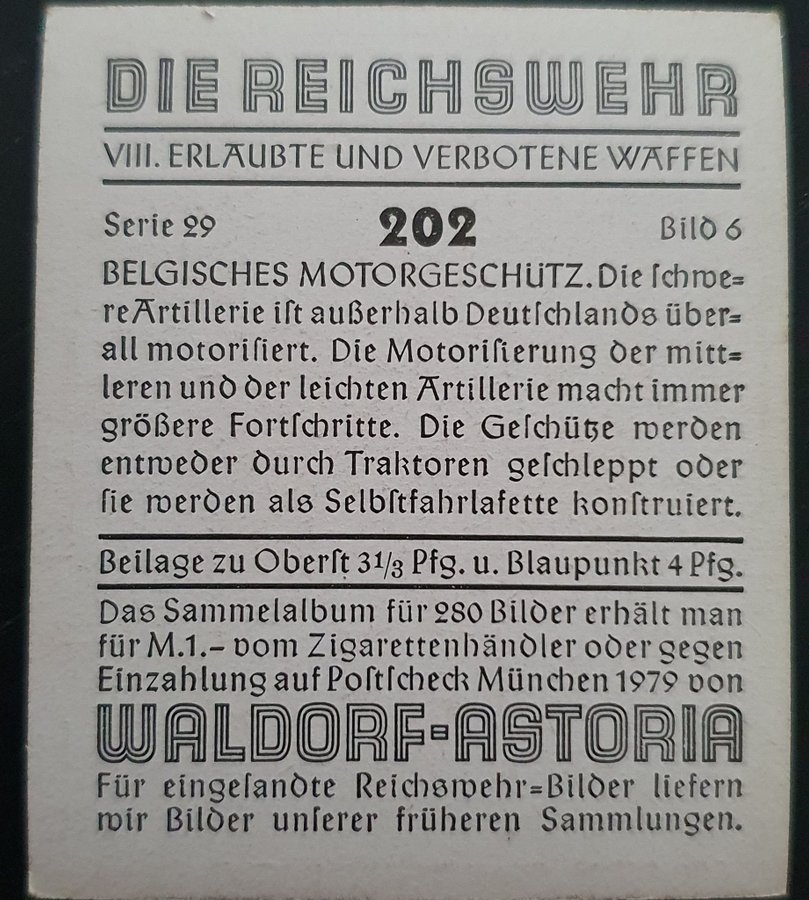 DIE REICHSWEHR
VIII. ERLAUBTE UND VERBOTENE WAFFEN
Serie 29 202 Bild 6
BELGISCHES MOTORGESCHÜTZ. Die ſchwe=
re Artillerie iſt außerhalb Deutſchlands über=
all motoriſiert. Die Motoriſierung der mitt=
leren und der leichten Artillerie macht immer
größere Fortſchritte. Die Geſchütze werden
entweder durch Traktoren geſchleppt oder
ſie werden als Selbſtfahrlafette konſtruiert.
Beilage zu Oberſt 3 1/3 Pfg. u. Blaupunkt 4 Pfg.
Das Sammelalbum für 280 Bilder erhält man
für M.1.– vom Zigarettenhändler oder gegen
Einzahlung auf Poſtſcheck München 1979 von
WALDORF=ASTORIA
Für eingeſandte Reichswehr=Bilder liefern
wir Bilder unſerer früheren Sammlungen.